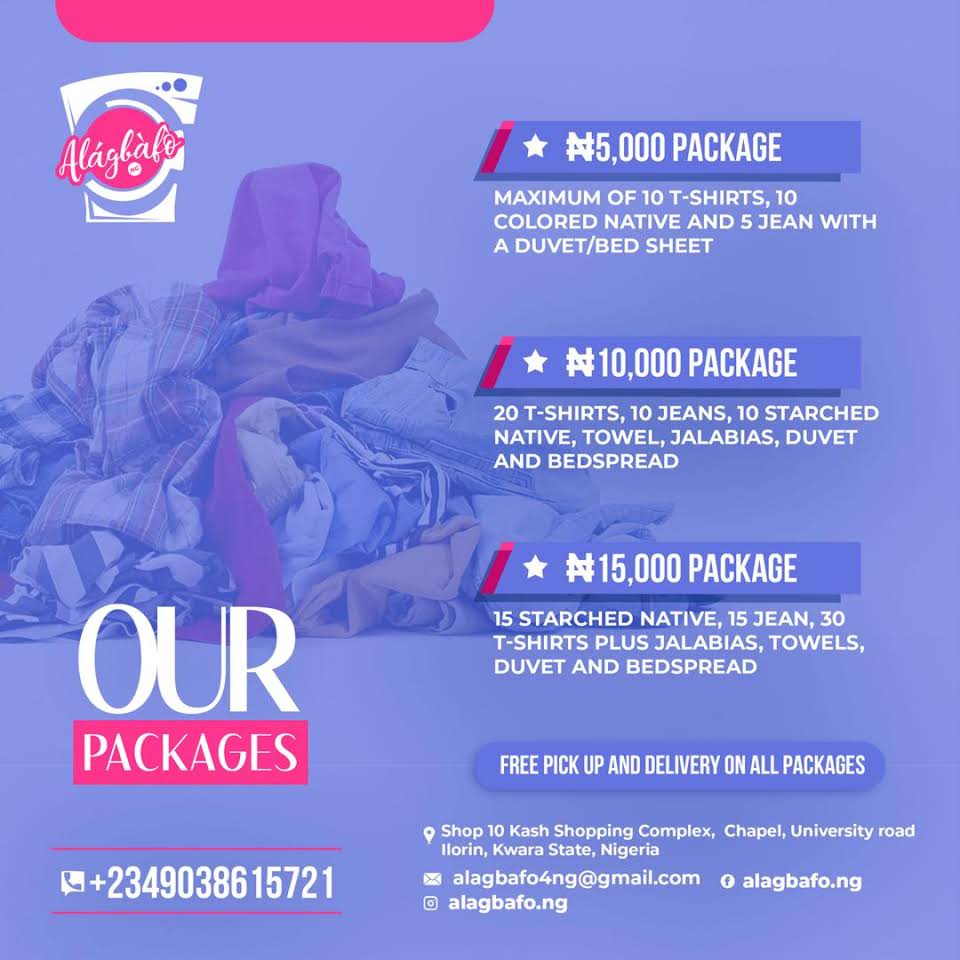 Alágbàfọ̀
NG
₦5,000 PACKAGE
MAXIMUM OF 10 T-SHIRTS, 10
COLORED NATIVE AND 5 JEAN WITH
A DUVET/BED SHEET
₦10,000 PACKAGE
20 T-SHIRTS, 10 JEANS, 10 STARCHED
NATIVE, TOWEL, JALABIAS, DUVET
AND BEDSPREAD
₦15,000 PACKAGE
15 STARCHED NATIVE, 15 JEAN, 30
T-SHIRTS PLUS JALABIAS, TOWELS,
DUVET AND BEDSPREAD
OUR
PACKAGES
FREE PICK UP AND DELIVERY ON ALL PACKAGES
+2349038615721
Shop 10 Kash Shopping Complex, Chapel, University road
Ilorin, Kwara State, Nigeria
alagbafo4ng@gmail.com
alagbafo.ng
alagbafo.ng